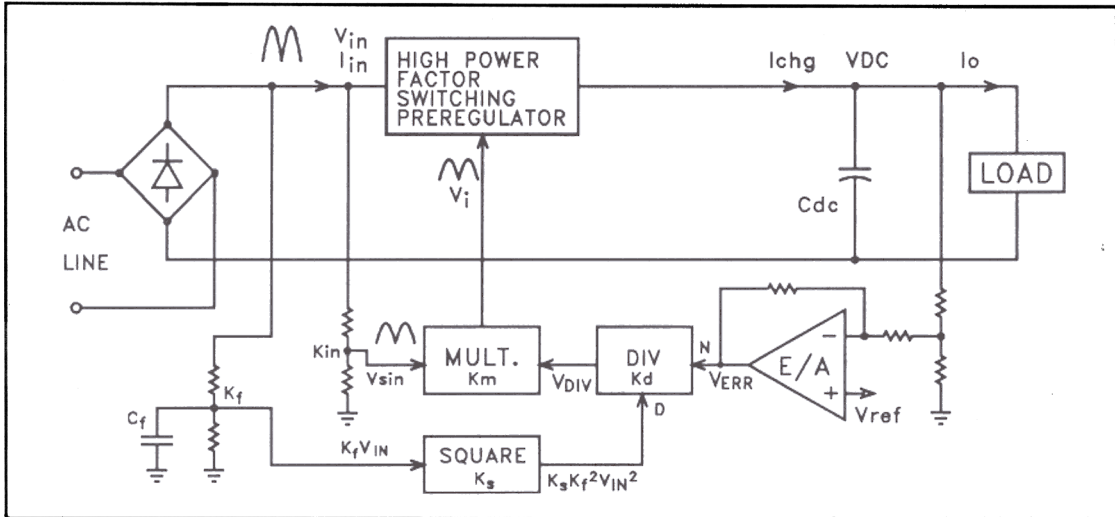 Vin
Iin
HIGH POWER
FACTOR
SWITCHING
PREREGULATOR
Ichg
VDC
Io
Vi
LOAD
Cdc
AC
LINE
Kin
Vsin
MULT.
Km
VDIV
DIV
Kd
N
D
VERR
E/A
-
+
Vref
Kf
Cf
KfVIN
SQUARE
Ks
KsKf²VIN²